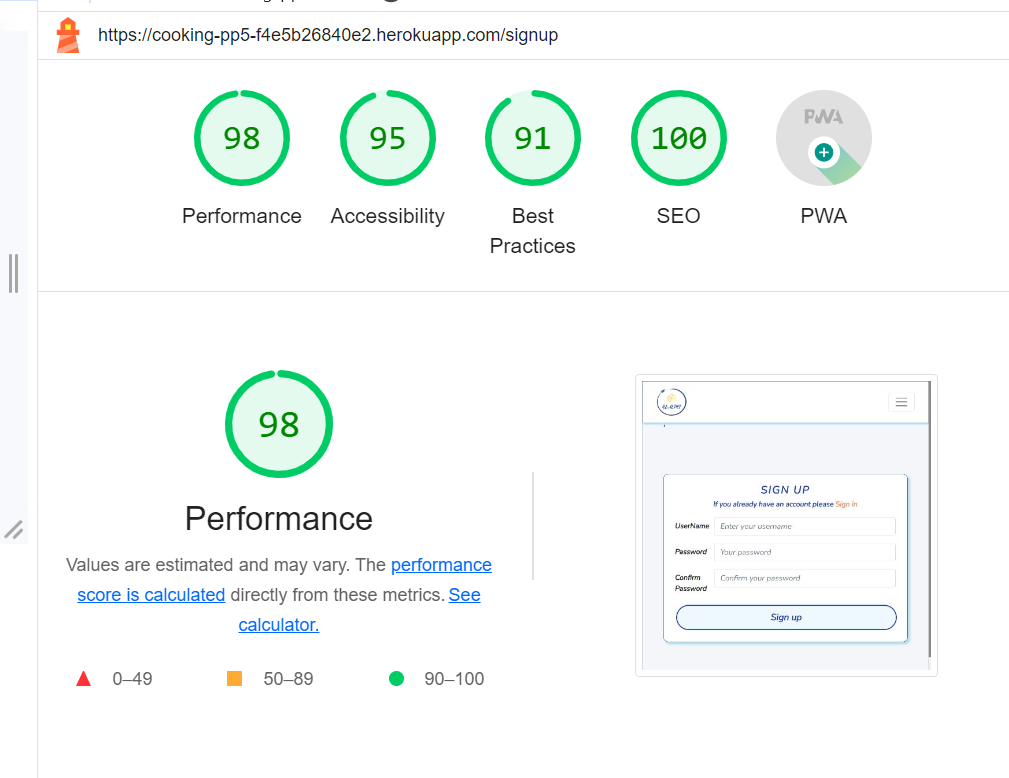 https://cooking-pp5-f4e5b26840e2.herokuapp.com/signup
98
95
91
100
PWA
Performance
Accessibility
Best
Practices
SEO
PWA
98
Performance
Values are estimated and may vary. The performance
score is calculated directly from these metrics. See
calculator.
0–49
50–89
90–100
SIGN UP
If you already have an account please Sign in
UserName
Enter your username
Password
Your password
Confirm
Password
Confirm your password
Sign up